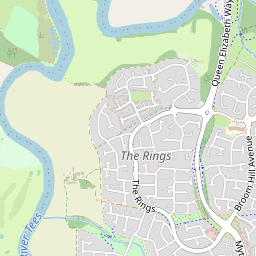 Queen Elizabeth Way
The Rings
The Rings
Broom Hill Avenue
River Tees